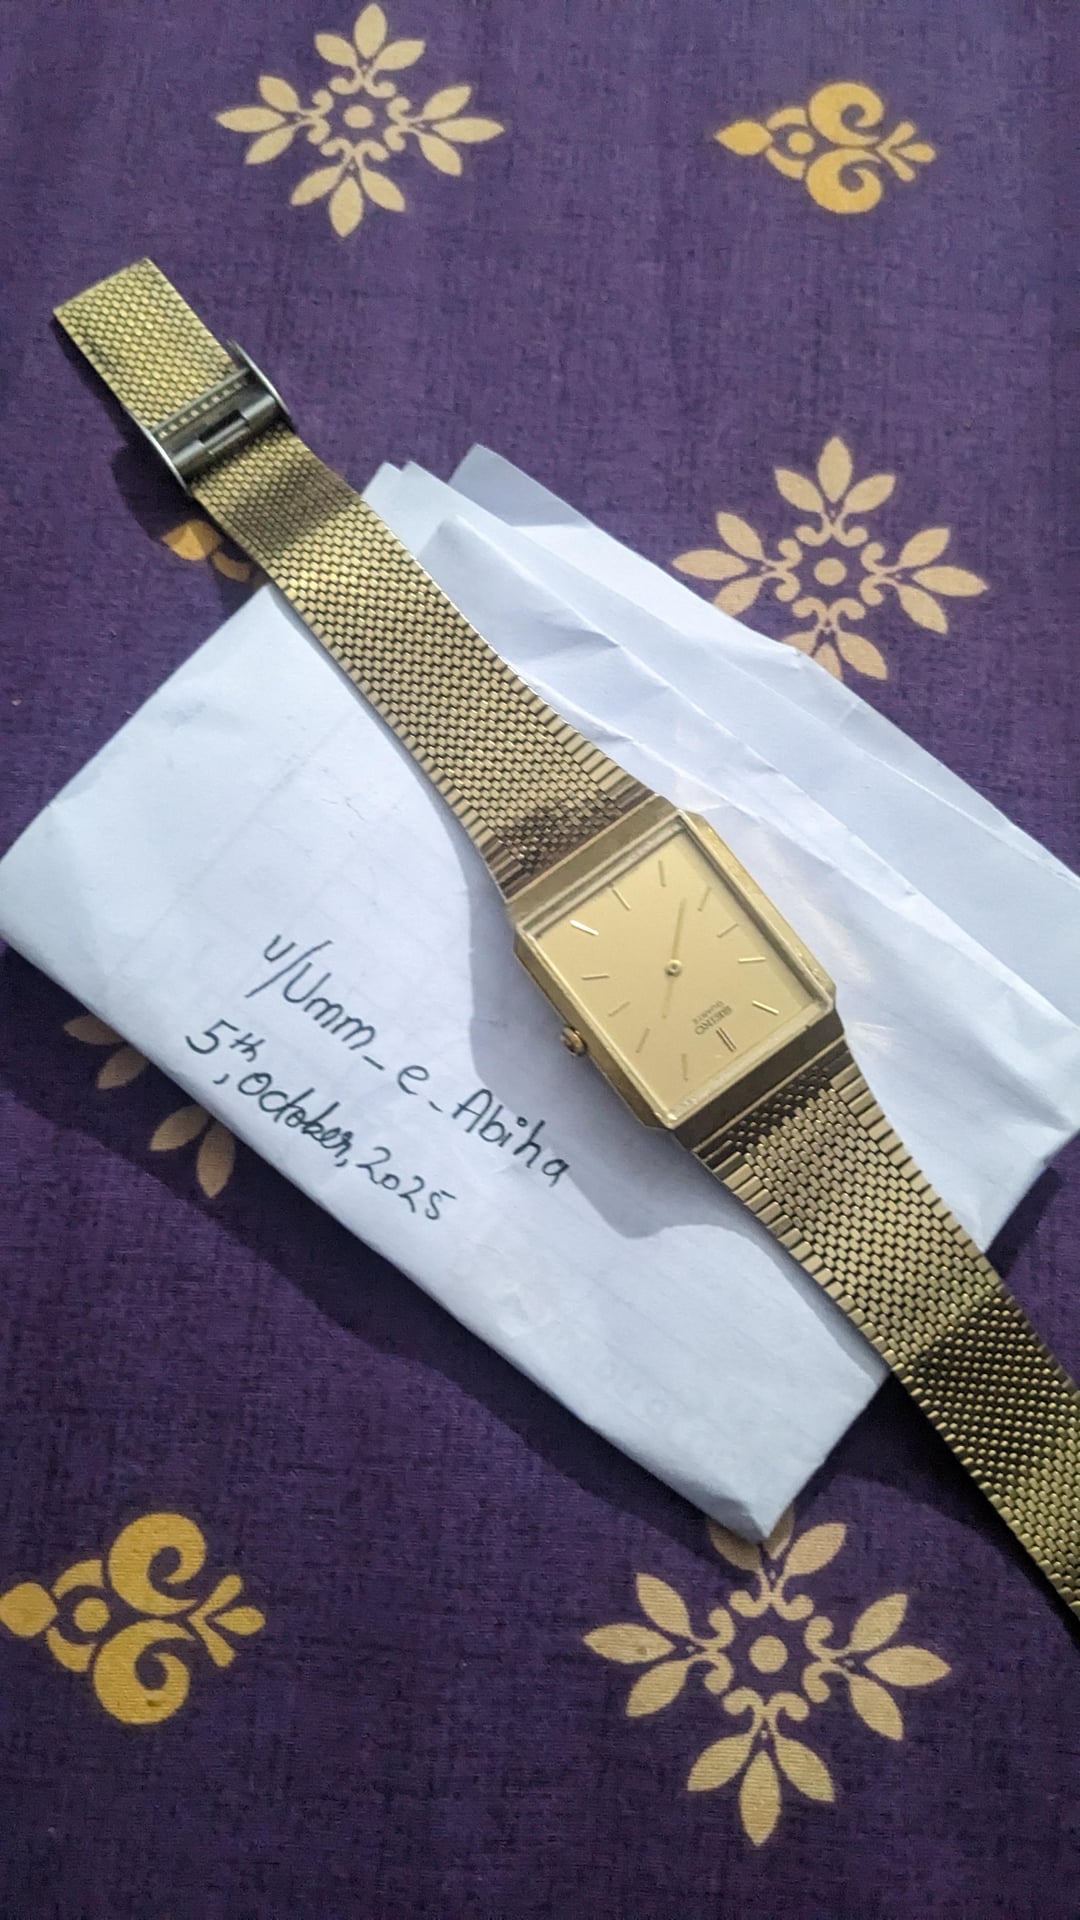 u/Umm_e_Abiha
5th, October, 2025
SEIKO
QUARTZ